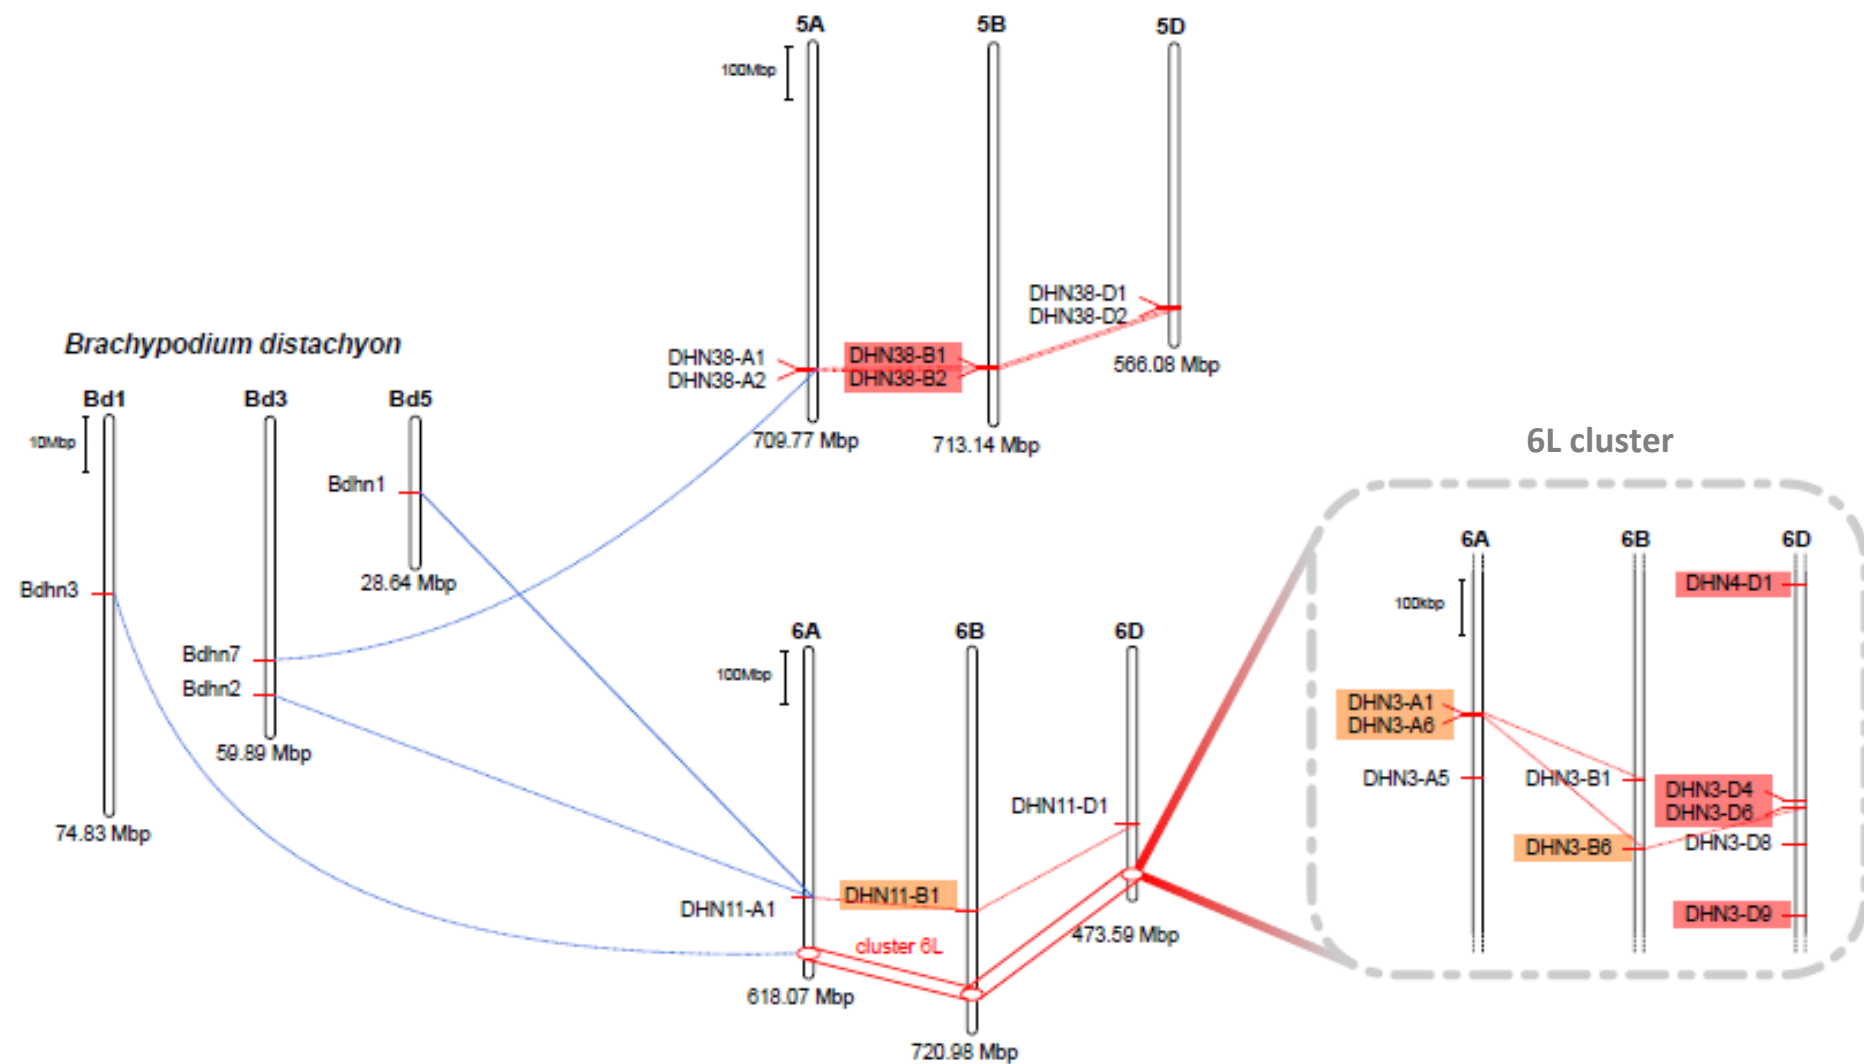 5A
5B
5D
100Mbp
DHN38-D1
DHN38-D2
566.08 Mbp
DHN38-A1
DHN38-A2
DHN38-B1
DHN38-B2
709.77 Mbp
713.14 Mbp
Brachypodium distachyon
Bd1
Bd3
Bd5
10Mbp
Bdhn1
28.64 Mbp
Bdhn3
Bdhn7
Bdhn2
59.89 Mbp
74.83 Mbp
6A
6B
6D
100Mbp
DHN11-D1
DHN11-A1
DHN11-B1
cluster 6L
473.59 Mbp
618.07 Mbp
720.98 Mbp
6L cluster
6A
6B
6D
100kbp
DHN4-D1
DHN3-A1
DHN3-A6
DHN3-A5
DHN3-B1
DHN3-D4
DHN3-D6
DHN3-B6
DHN3-D8
DHN3-D9